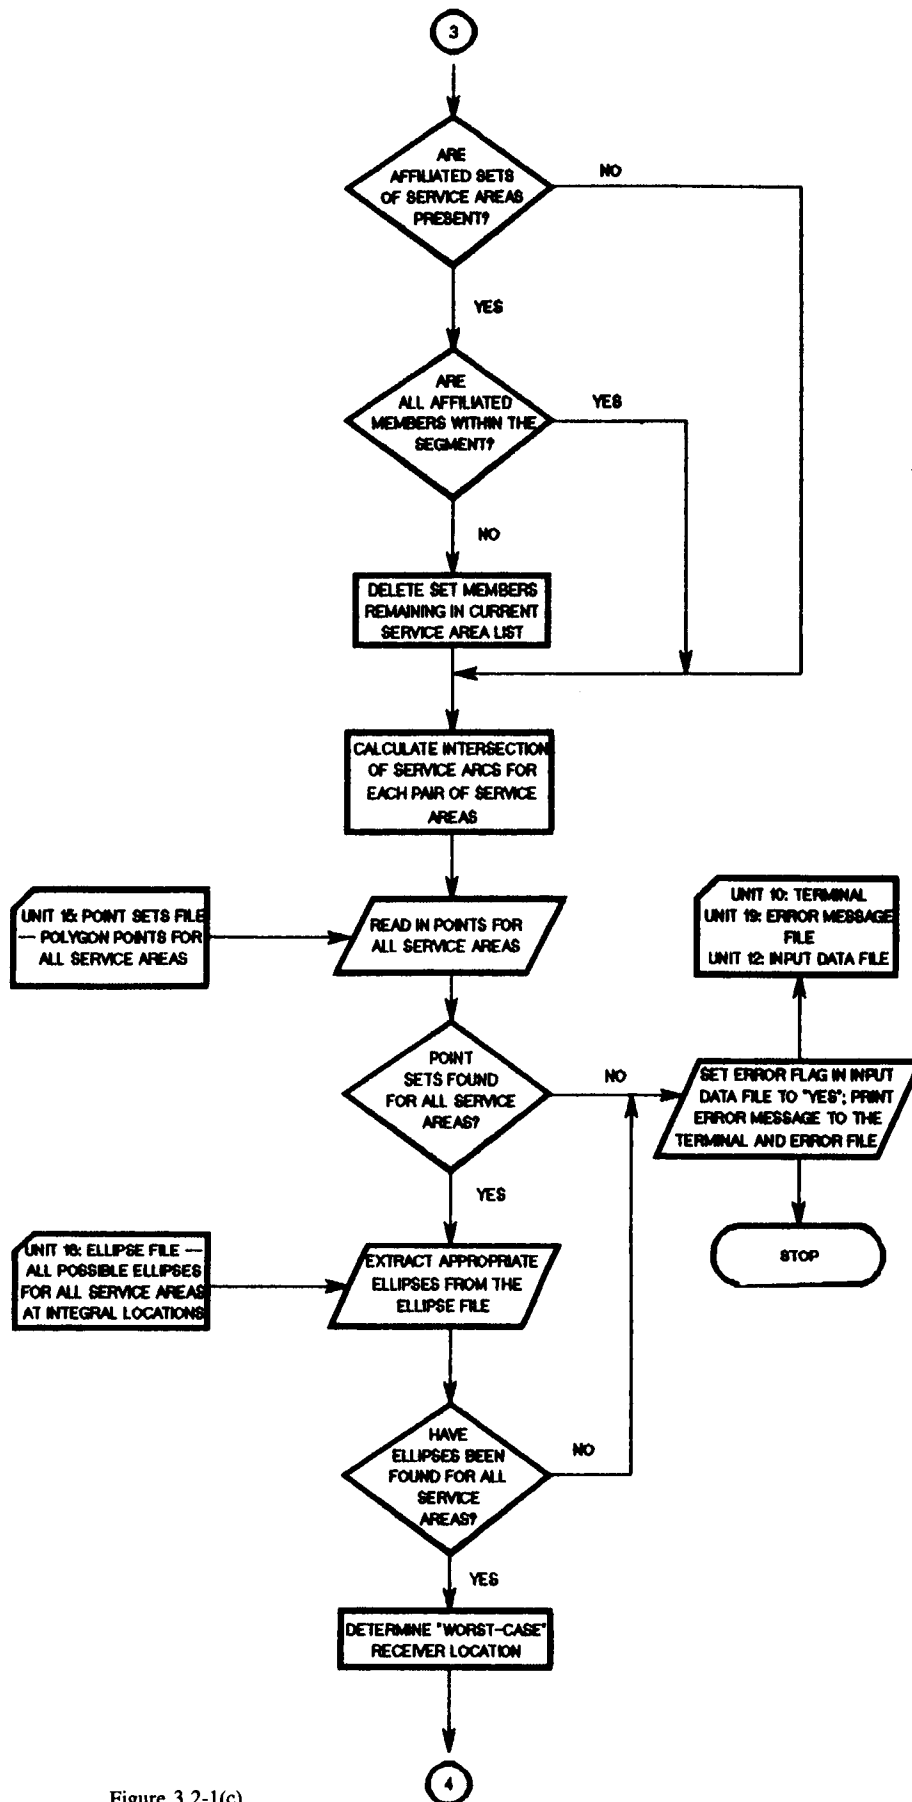 3
ARE
AFFILIATED SETS
OF SERVICE AREAS
PRESENT?
NO
YES
ARE
ALL AFFILIATED
MEMBERS WITHIN THE
SEGMENT?
YES
NO
DELETE SET MEMBERS
REMAINING IN CURRENT
SERVICE AREA LIST
CALCULATE INTERSECTION
OF SERVICE ARCS FOR
EACH PAIR OF SERVICE
AREAS
UNIT 15: POINT SETS FILE
— POLYGON POINTS FOR
ALL SERVICE AREAS
READ IN POINTS FOR
ALL SERVICE AREAS
UNIT 10: TERMINAL
UNIT 19: ERROR MESSAGE
FILE
UNIT 12: INPUT DATA FILE
POINT
SETS FOUND
FOR ALL SERVICE
AREAS?
NO
SET ERROR FLAG IN INPUT
DATA FILE TO "YES"; PRINT
ERROR MESSAGE TO THE
TERMINAL AND ERROR FILE
YES
STOP
UNIT 16: ELLIPSE FILE —
ALL POSSIBLE ELLIPSES
FOR ALL SERVICE AREAS
AT INTEGRAL LOCATIONS
EXTRACT APPROPRIATE
ELLIPSES FROM THE
ELLIPSE FILE
HAVE
ELLIPSES BEEN
FOUND FOR ALL
SERVICE
AREAS?
NO
YES
DETERMINE "WORST-CASE"
RECEIVER LOCATION
4
Figure 3.2-1(c)